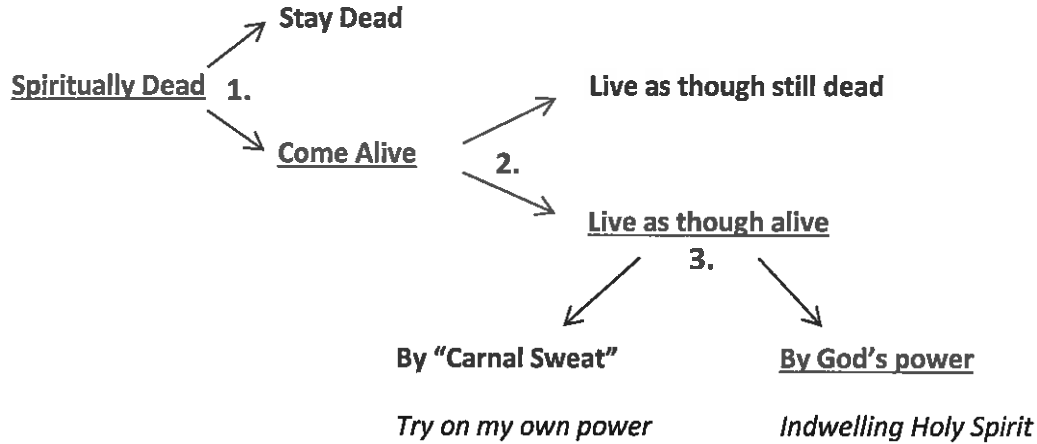 Stay Dead
Spiritually Dead 1.
Live as though still dead
Come Alive
2.
Live as though alive
3.
By “Carnal Sweat”
By God’s power
Try on my own power
Indwelling Holy Spirit